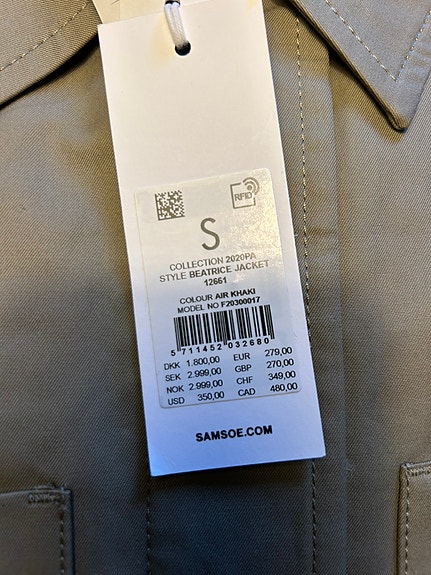 RFID
S
COLLECTION 2020PA
STYLE BEATRICE JACKET
12661
COLOUR AIR KHAKI
MODEL NO F20300017
5 711452 032680
DKK 1.800,00 EUR 279,00
SEK 2.999,00 GBP 270,00
NOK 2.999,00 CHF 349,00
USD 350,00 CAD 480,00
SAMSOE.COM